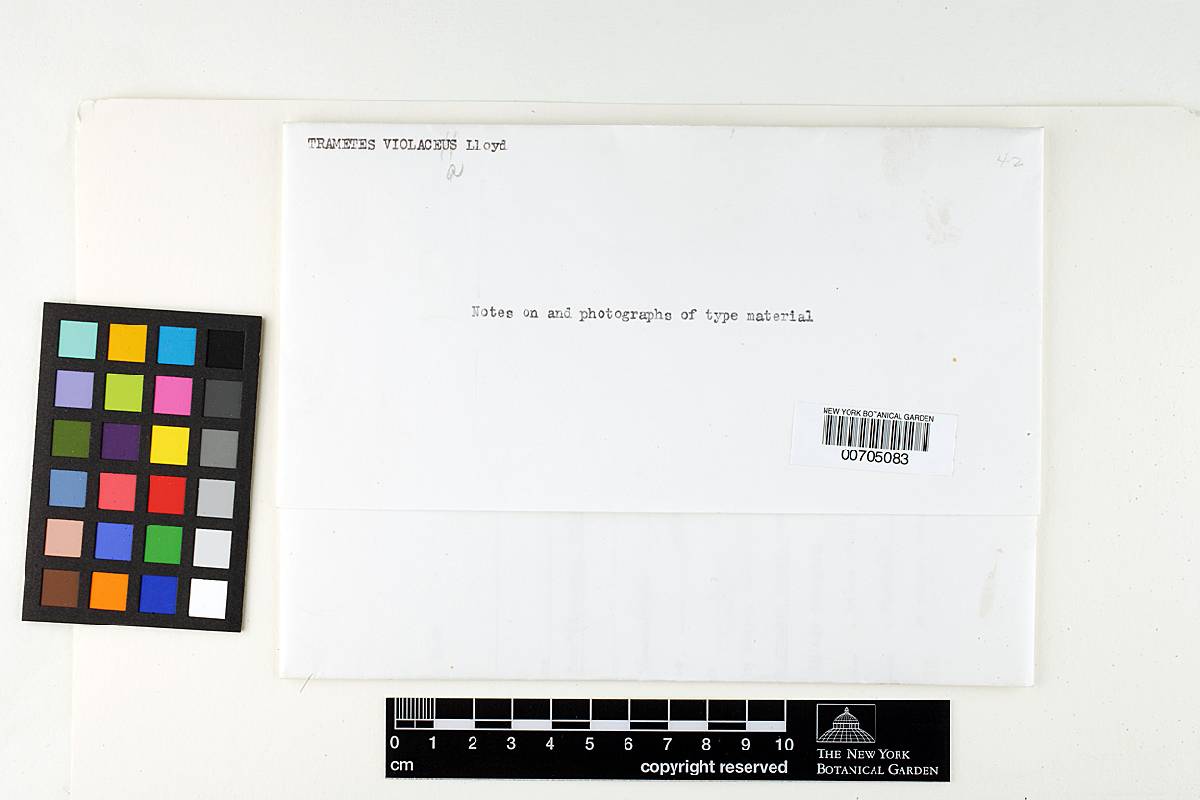 TRAMETES VIOLACEUS Lloyd
a
42
Notes on and photographs of type material
NEW YORK BOTANICAL GARDEN
00705083
0 1 2 3 4 5 6 7 8 9 10
cm
copyright reserved
THE NEW YORK
BOTANICAL GARDEN